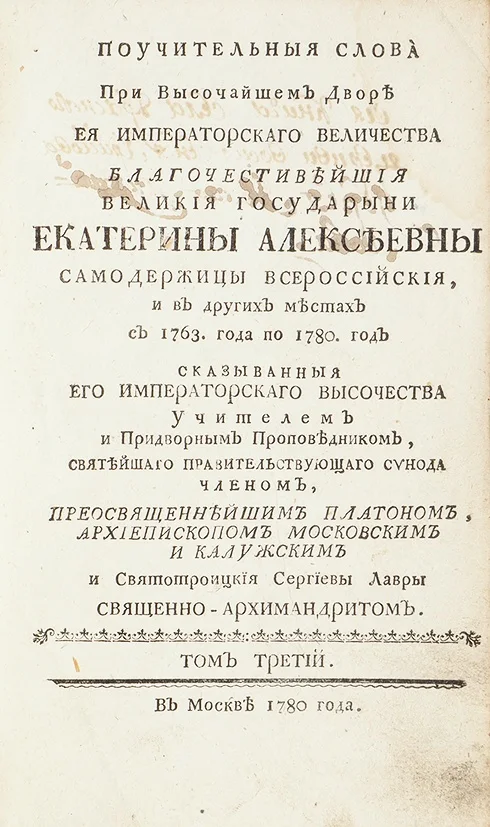 ПОУЧИТЕЛЬНЫЯ СЛОВА
При Высочайшемъ Дворѣ
ЕЯ ИМПЕРАТОРСКАГО ВЕЛИЧЕСТВА
БЛАГОЧЕСТИВѢЙШІЯ
ВЕЛИКІЯ ГОСУДАРЫНИ
ЕКАТЕРИНЫ АЛЕКСѢЕВНЫ
САМОДЕРЖИЦЫ ВСЕРОССІЙСКІЯ,
и въ другихъ мѣстахъ
съ 1763. года по 1780. годъ
СКАЗЫВАННЫЯ
ЕГО ИМПЕРАТОРСКАГО ВЫСОЧЕСТВА
Учителемъ
и Придворнымъ Проповѣдникомъ,
СВЯТѢЙШАГО ПРАВИТЕЛЬСТВУЮЩАГО СѴНОДА
ЧЛЕНОМЪ,
ПРЕОСВЯЩЕННѢЙШИМЪ ПЛАТОНОМЪ,
АРХІЕПИСКОПОМЪ МОСКОВСКИМЪ
И КАЛУЖСКИМЪ
и Святотроицкія Сергіевы Лавры
СВЯЩЕННО-АРХИМАНДРИТОМЪ.
ТОМЪ ТРЕТІЙ.
Въ Москвѣ 1780 года.